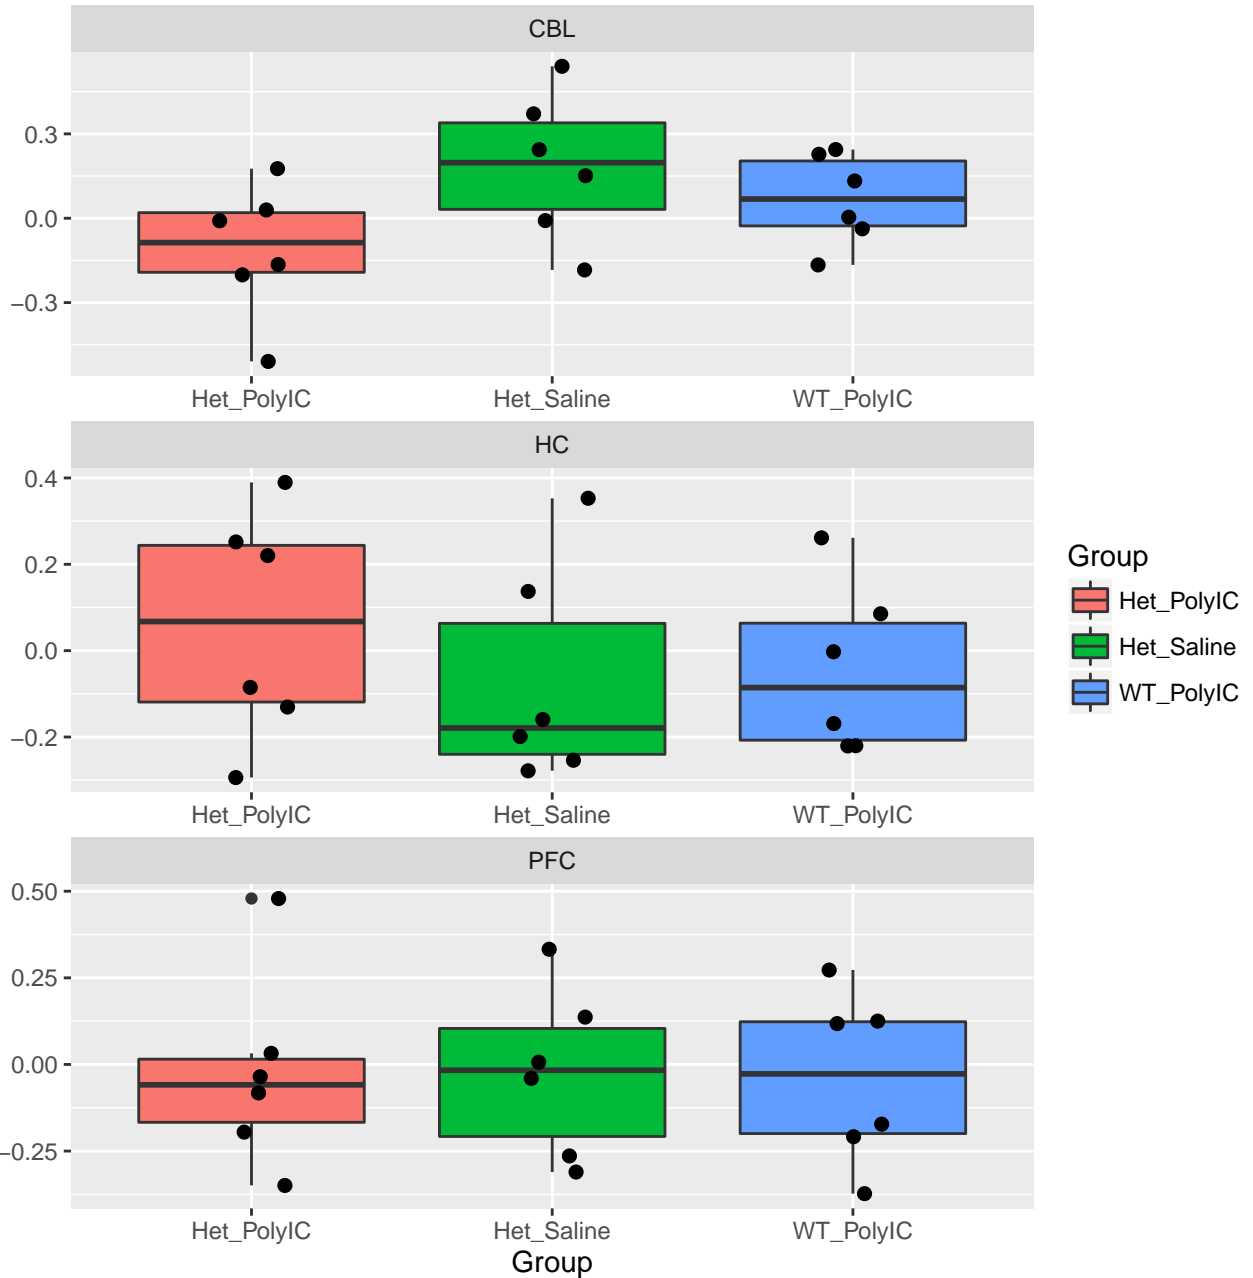 CBL
0.3
0.0
−0.3
Het_PolyIC Het_Saline WT_PolyIC
HC
0.4
0.2
0.0
−0.2
Het_PolyIC Het_Saline WT_PolyIC
PFC
0.50
0.25
0.00
−0.25
Het_PolyIC Het_Saline WT_PolyIC
Group
Group
Het_PolyIC
Het_Saline
WT_PolyIC